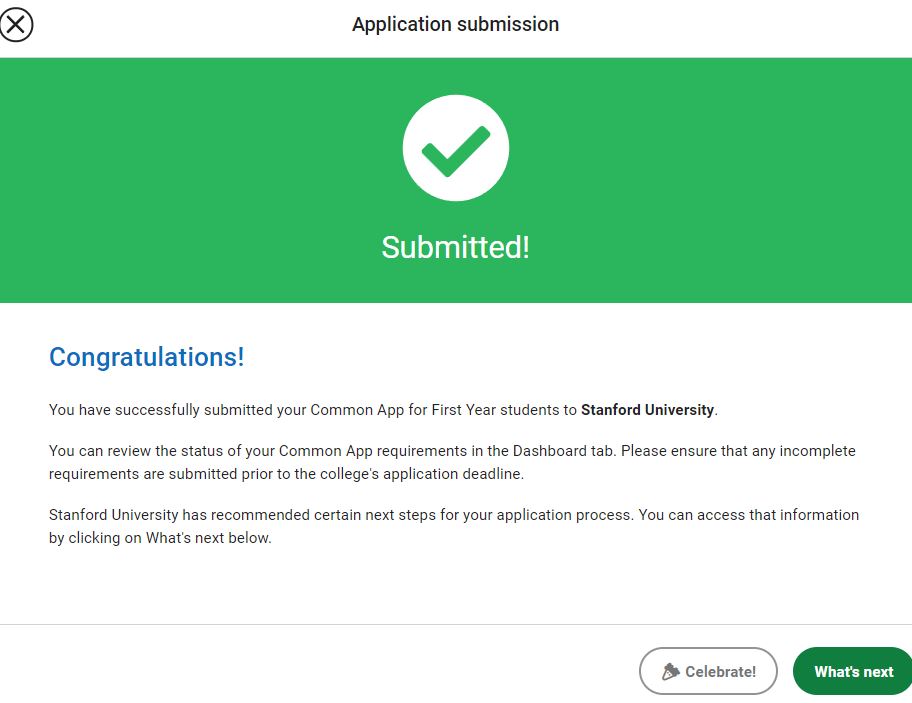 Application submission
Submitted!
Congratulations!
You have successfully submitted your Common App for First Year students to Stanford University.
You can review the status of your Common App requirements in the Dashboard tab. Please ensure that any incomplete
requirements are submitted prior to the college's application deadline.
Stanford University has recommended certain next steps for your application process. You can access that information
by clicking on What's next below.
Celebrate!
What's next